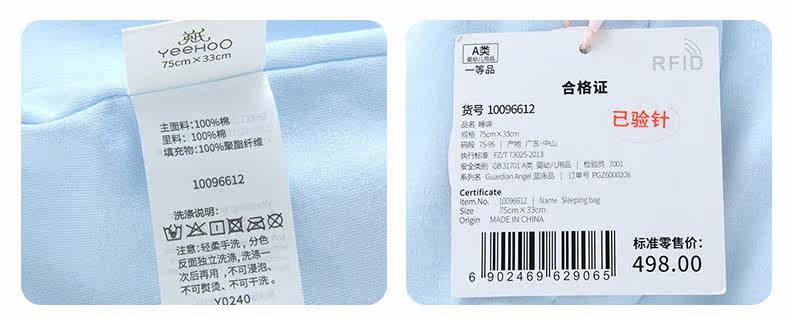 英氏
YeeHOO
75cm×33cm
主面料:100%棉
里料:100%棉
填充物:100%聚酯纤维
10096612
洗涤说明:
注意:轻柔手洗,分色
反面独立洗涤,洗涤一
次后再用,不可浸泡、
不可熨烫、不可干洗。
Y0240
A类
婴幼儿用品
一等品
RFID
合格证
货号 10096612
已验针
品名 睡袋
规格 75cm×33cm
码段 75-95 | 产地 广东·中山
执行标准 FZ/T 73025-2013
安全类别 GB 31701 A类 婴幼儿用品 | 检验员 7001
系列名 Guardian Angel 蓝床品 | 订单号 PGZ6000208
Certificate
Item.No. 10096612 | Name Sleeping bag
Size 75cm×33cm
Origin MADE IN CHINA
标准零售价:
498.00
6 902469 629065